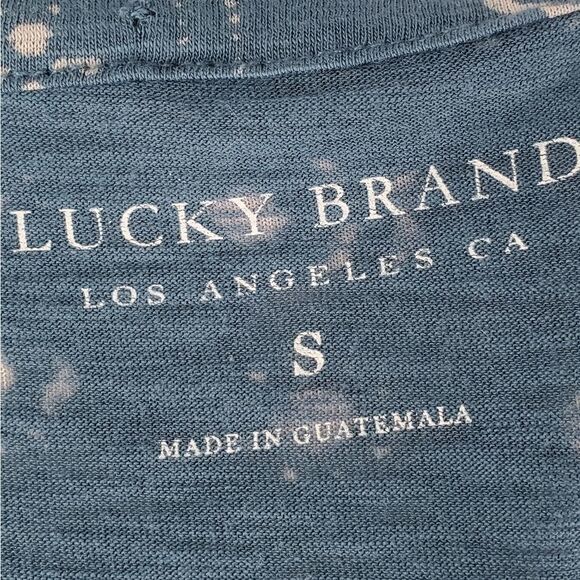 LUCKY BRAND
LOS ANGELES CA
S
MADE IN GUATEMALA